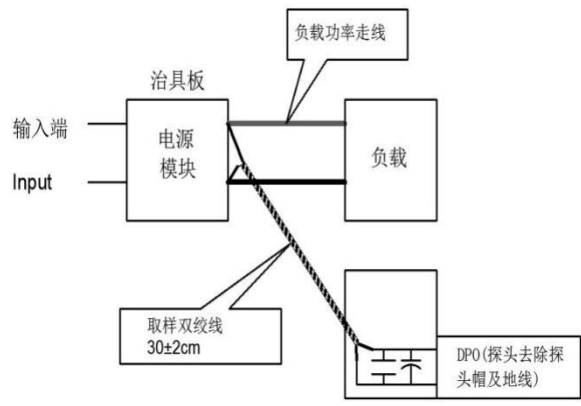 负载功率走线
治具板
输入端
Input
电源
模块
负载
取样双绞线
30±2cm
DPO(探头去除探
头帽及地线)